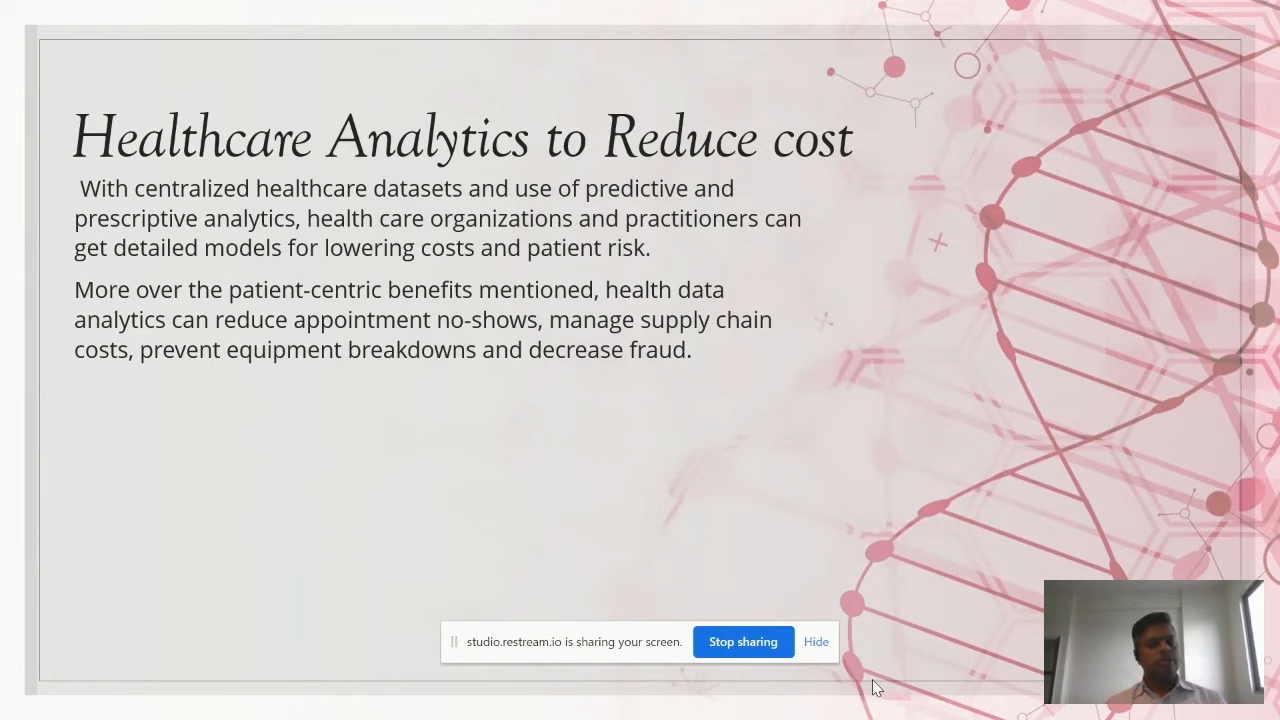 Healthcare Analytics to Reduce cost
With centralized healthcare datasets and use of predictive and
prescriptive analytics, health care organizations and practitioners can
get detailed models for lowering costs and patient risk.
More over the patient-centric benefits mentioned, health data
analytics can reduce appointment no-shows, manage supply chain
costs, prevent equipment breakdowns and decrease fraud.
studio.restream.io is sharing your screen. Stop sharing Hide